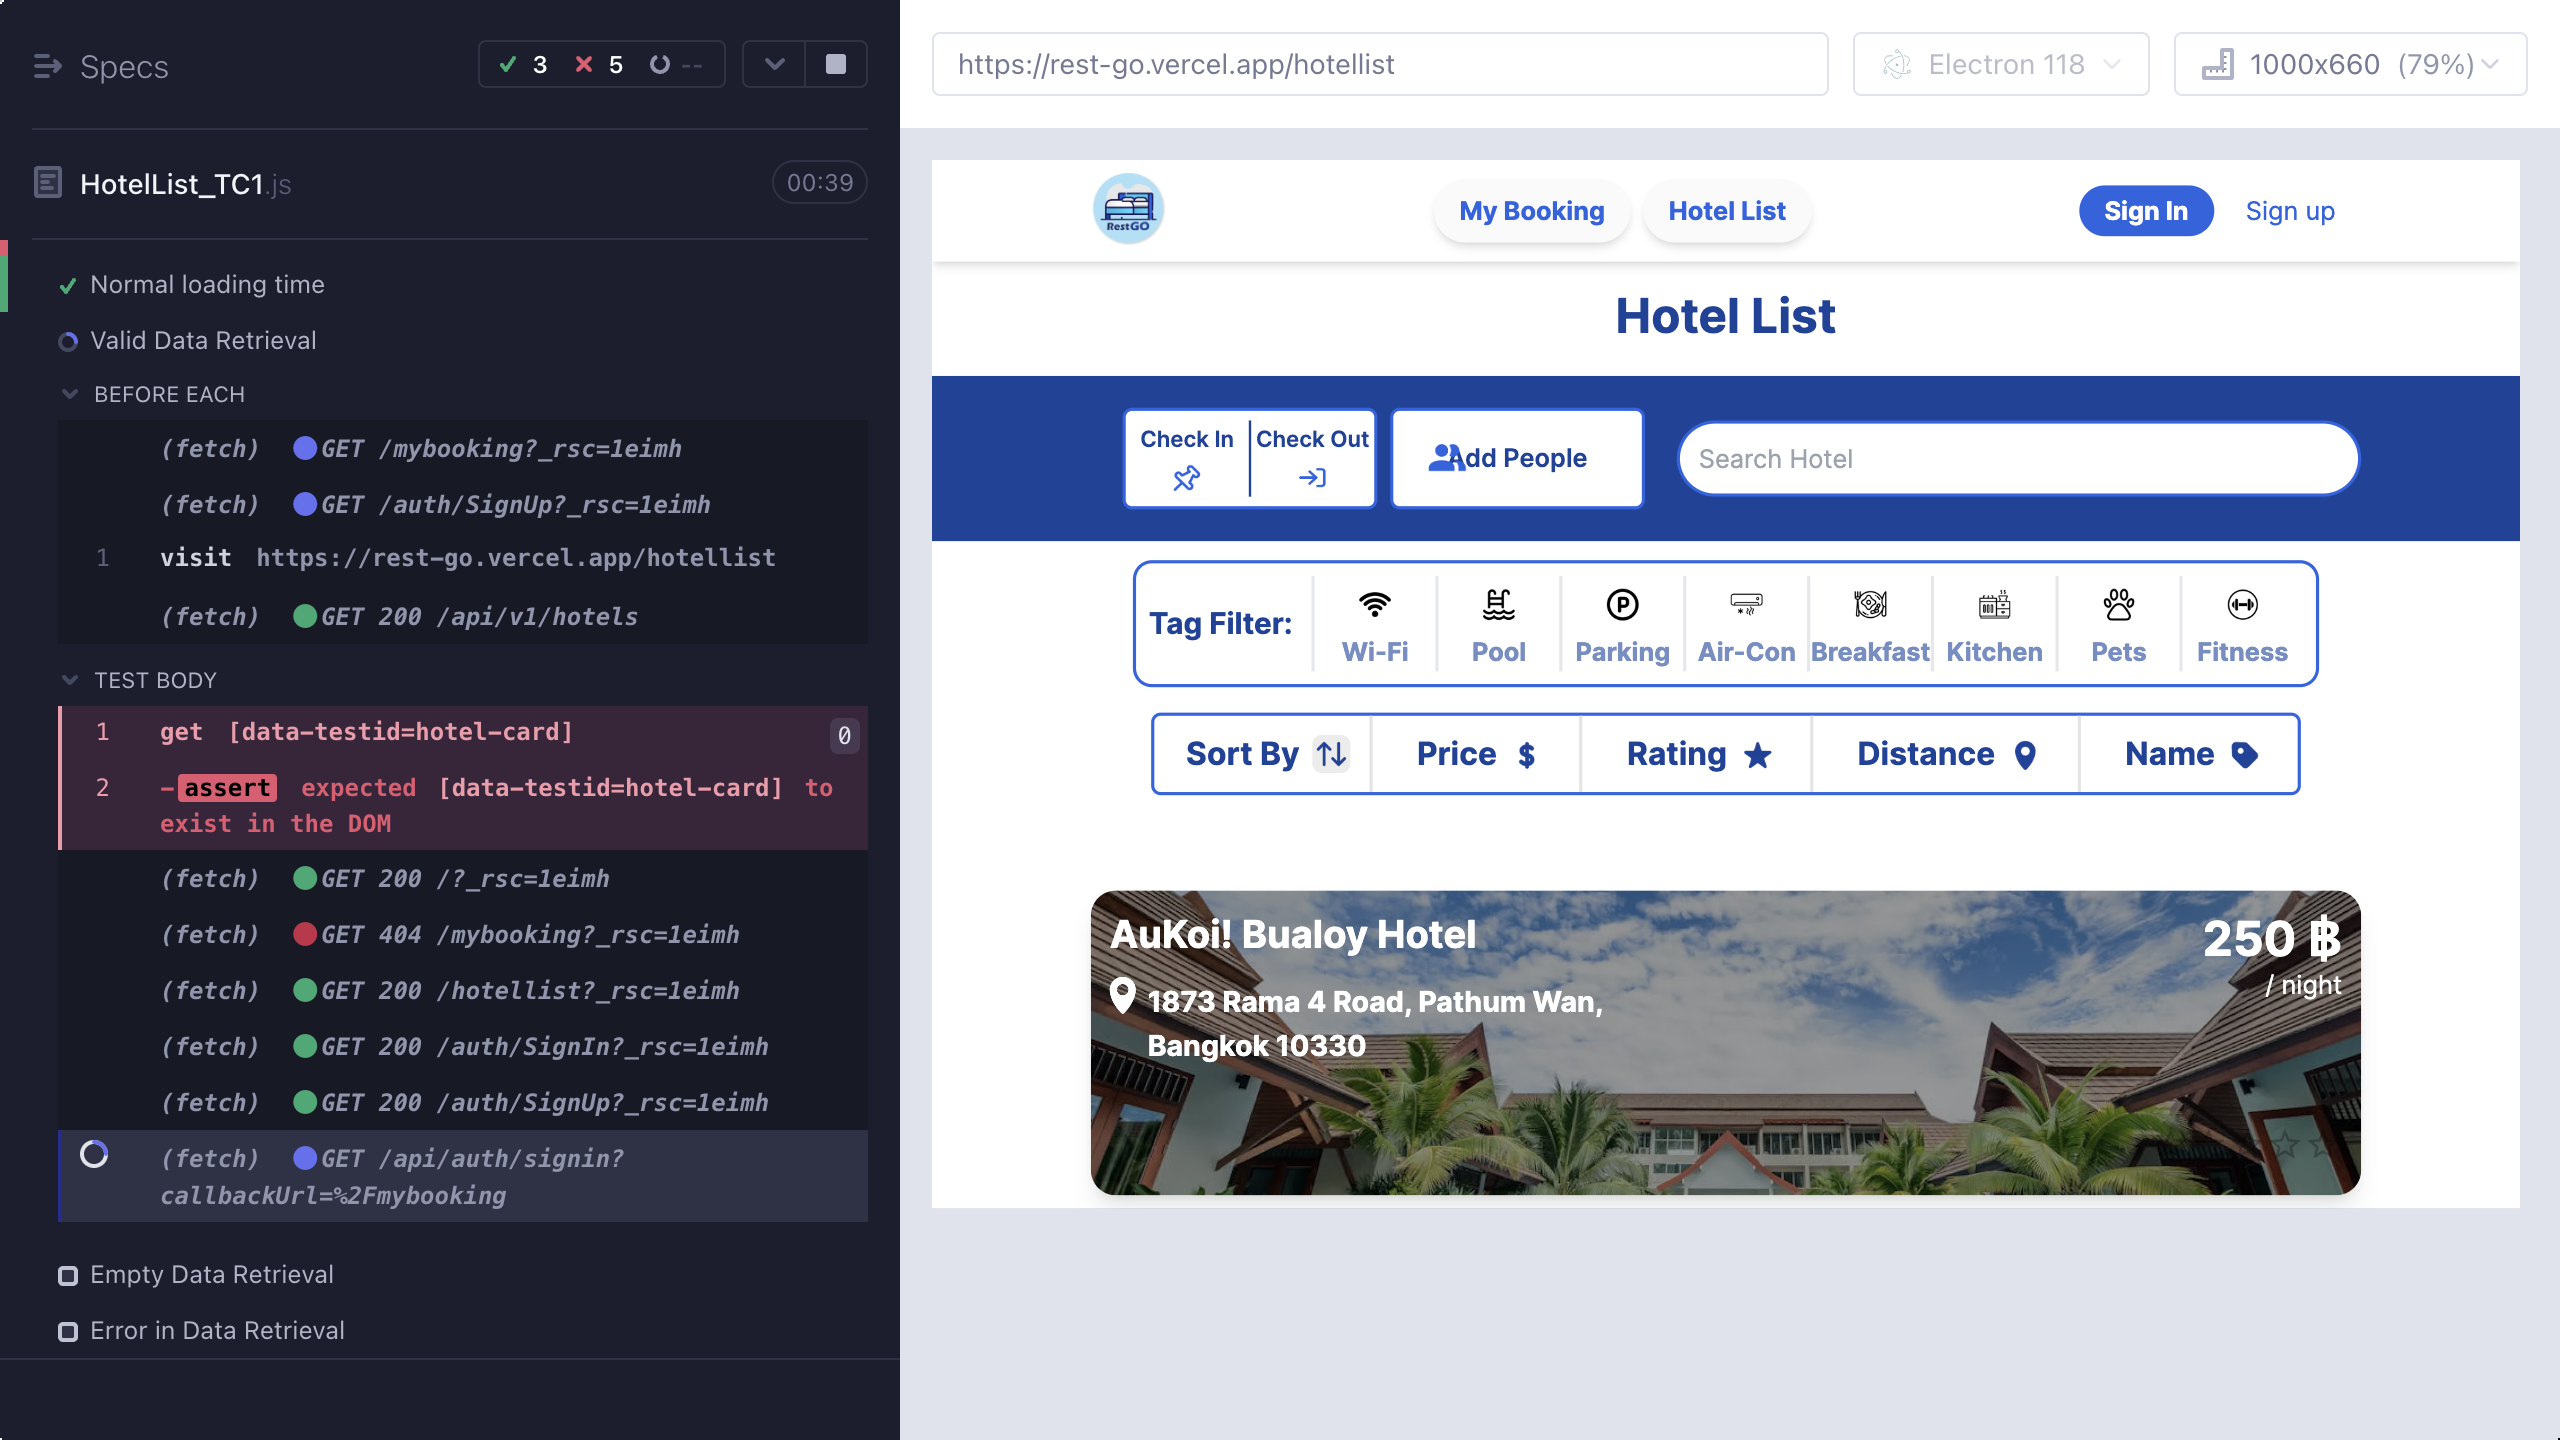 Specs
3 5 --
HotelList_TC1.js
00:39
Normal loading time
Valid Data Retrieval
BEFORE EACH
(fetch) GET /mybooking?_rsc=1eimh
(fetch) GET /auth/SignUp?_rsc=1eimh
1 visit https://rest-go.vercel.app/hotellist
(fetch) GET 200 /api/v1/hotels
TEST BODY
1 get [data-testid=hotel-card] 0
2 -assert expected [data-testid=hotel-card] to
exist in the DOM
(fetch) GET 200 /?_rsc=1eimh
(fetch) GET 404 /mybooking?_rsc=1eimh
(fetch) GET 200 /hotellist?_rsc=1eimh
(fetch) GET 200 /auth/SignIn?_rsc=1eimh
(fetch) GET 200 /auth/SignUp?_rsc=1eimh
(fetch) GET /api/auth/signin?
callbackUrl=%2Fmybooking
Empty Data Retrieval
Error in Data Retrieval
https://rest-go.vercel.app/hotellist
Electron 118
1000x660 (79%)
RestGO
My Booking
Hotel List
Sign In
Sign up
Hotel List
Check In
Check Out
Add People
Search Hotel
Tag Filter:
Wi-Fi
Pool
Parking
Air-Con
Breakfast
Kitchen
Pets
Fitness
Sort By
Price $
Rating
Distance
Name
AuKoi! Bualoy Hotel
250 ฿
/ night
1873 Rama 4 Road, Pathum Wan,
Bangkok 10330